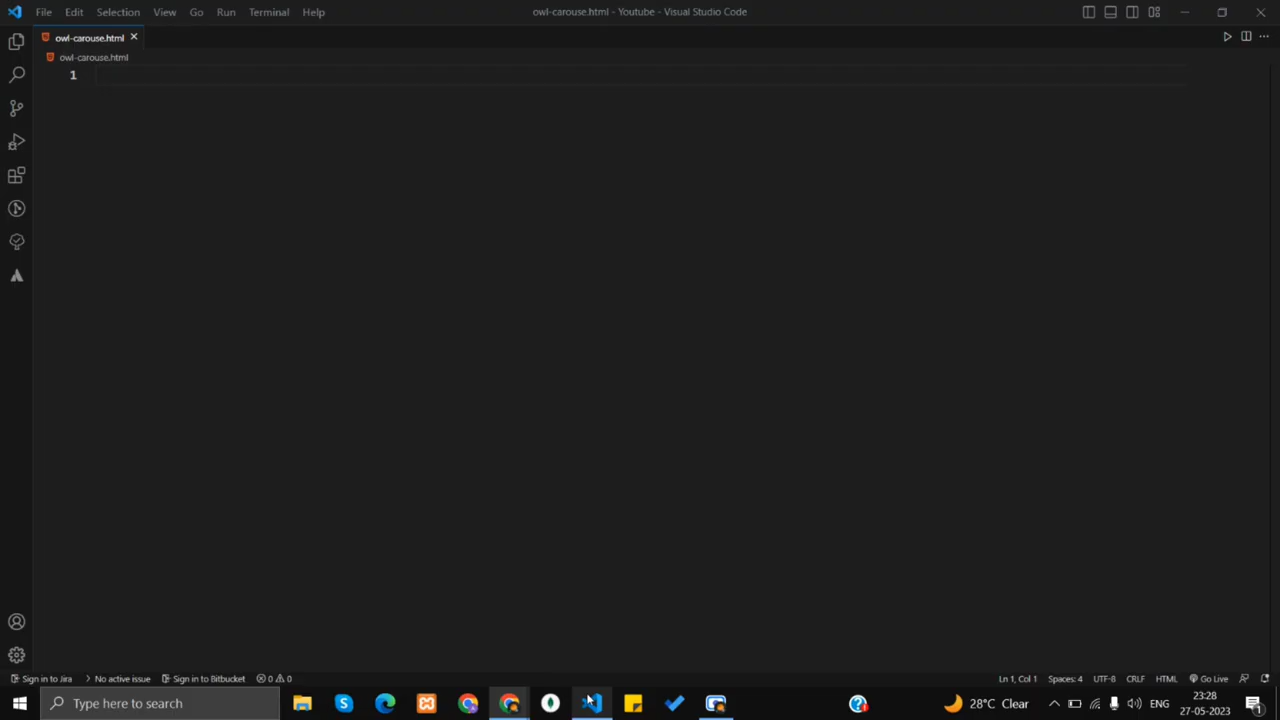 File Edit Selection View Go Run Terminal Help owl-carouse.html - Youtube - Visual Studio Code
owl-carouse.html
owl-carouse.html
1
Sign in to Jira No active issue Sign in to Bitbucket 0 0 Ln 1, Col 1 Spaces: 4 UTF-8 CRLF HTML Go Live
Type here to search 28°C Clear ENG 23:28
27-05-2023 1